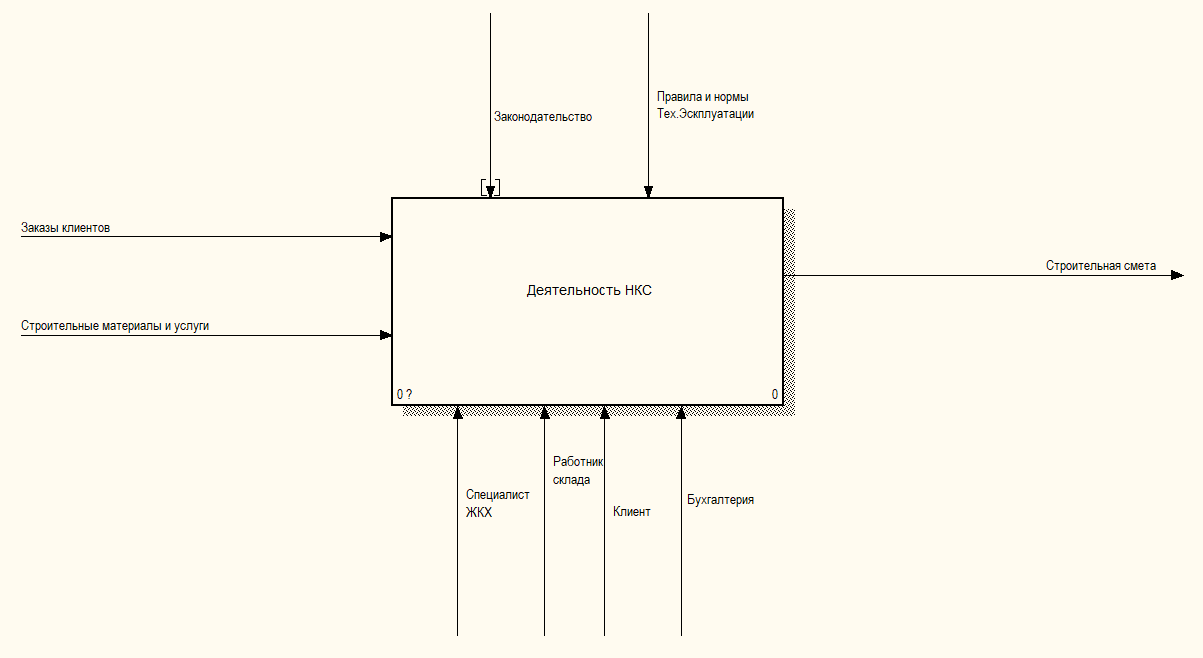 Законодательство
Правила и нормы
Тех.Эскплуатации
Заказы клиентов
Строительные материалы и услуги
Деятельность НКС
Строительная смета
0 ?
0
Специалист
ЖКХ
Работник
склада
Клиент
Бухгалтерия